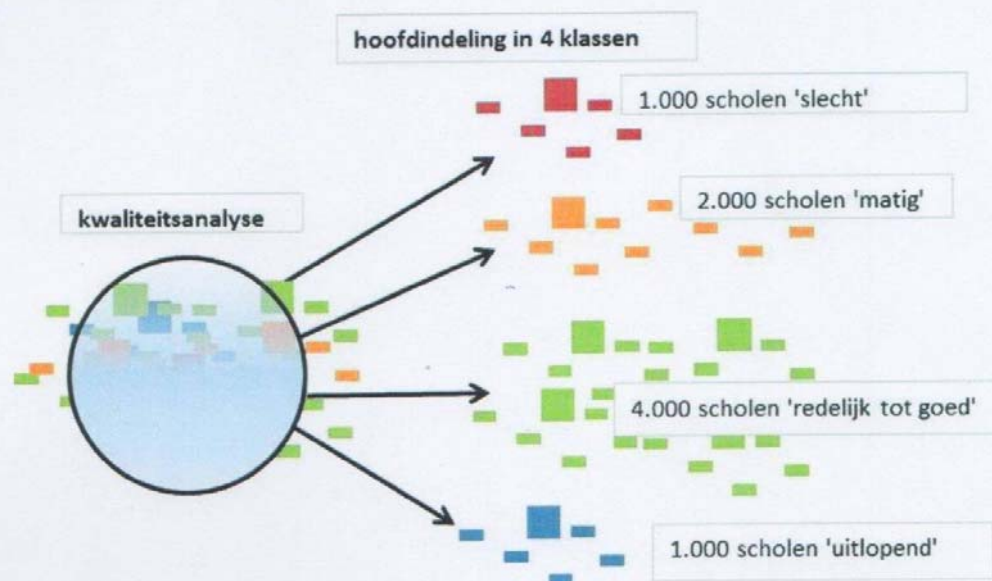 hoofdindeling in 4 klassen
1.000 scholen 'slecht'
2.000 scholen 'matig'
kwaliteitsanalyse
4.000 scholen 'redelijk tot goed'
1.000 scholen 'uitlopend'